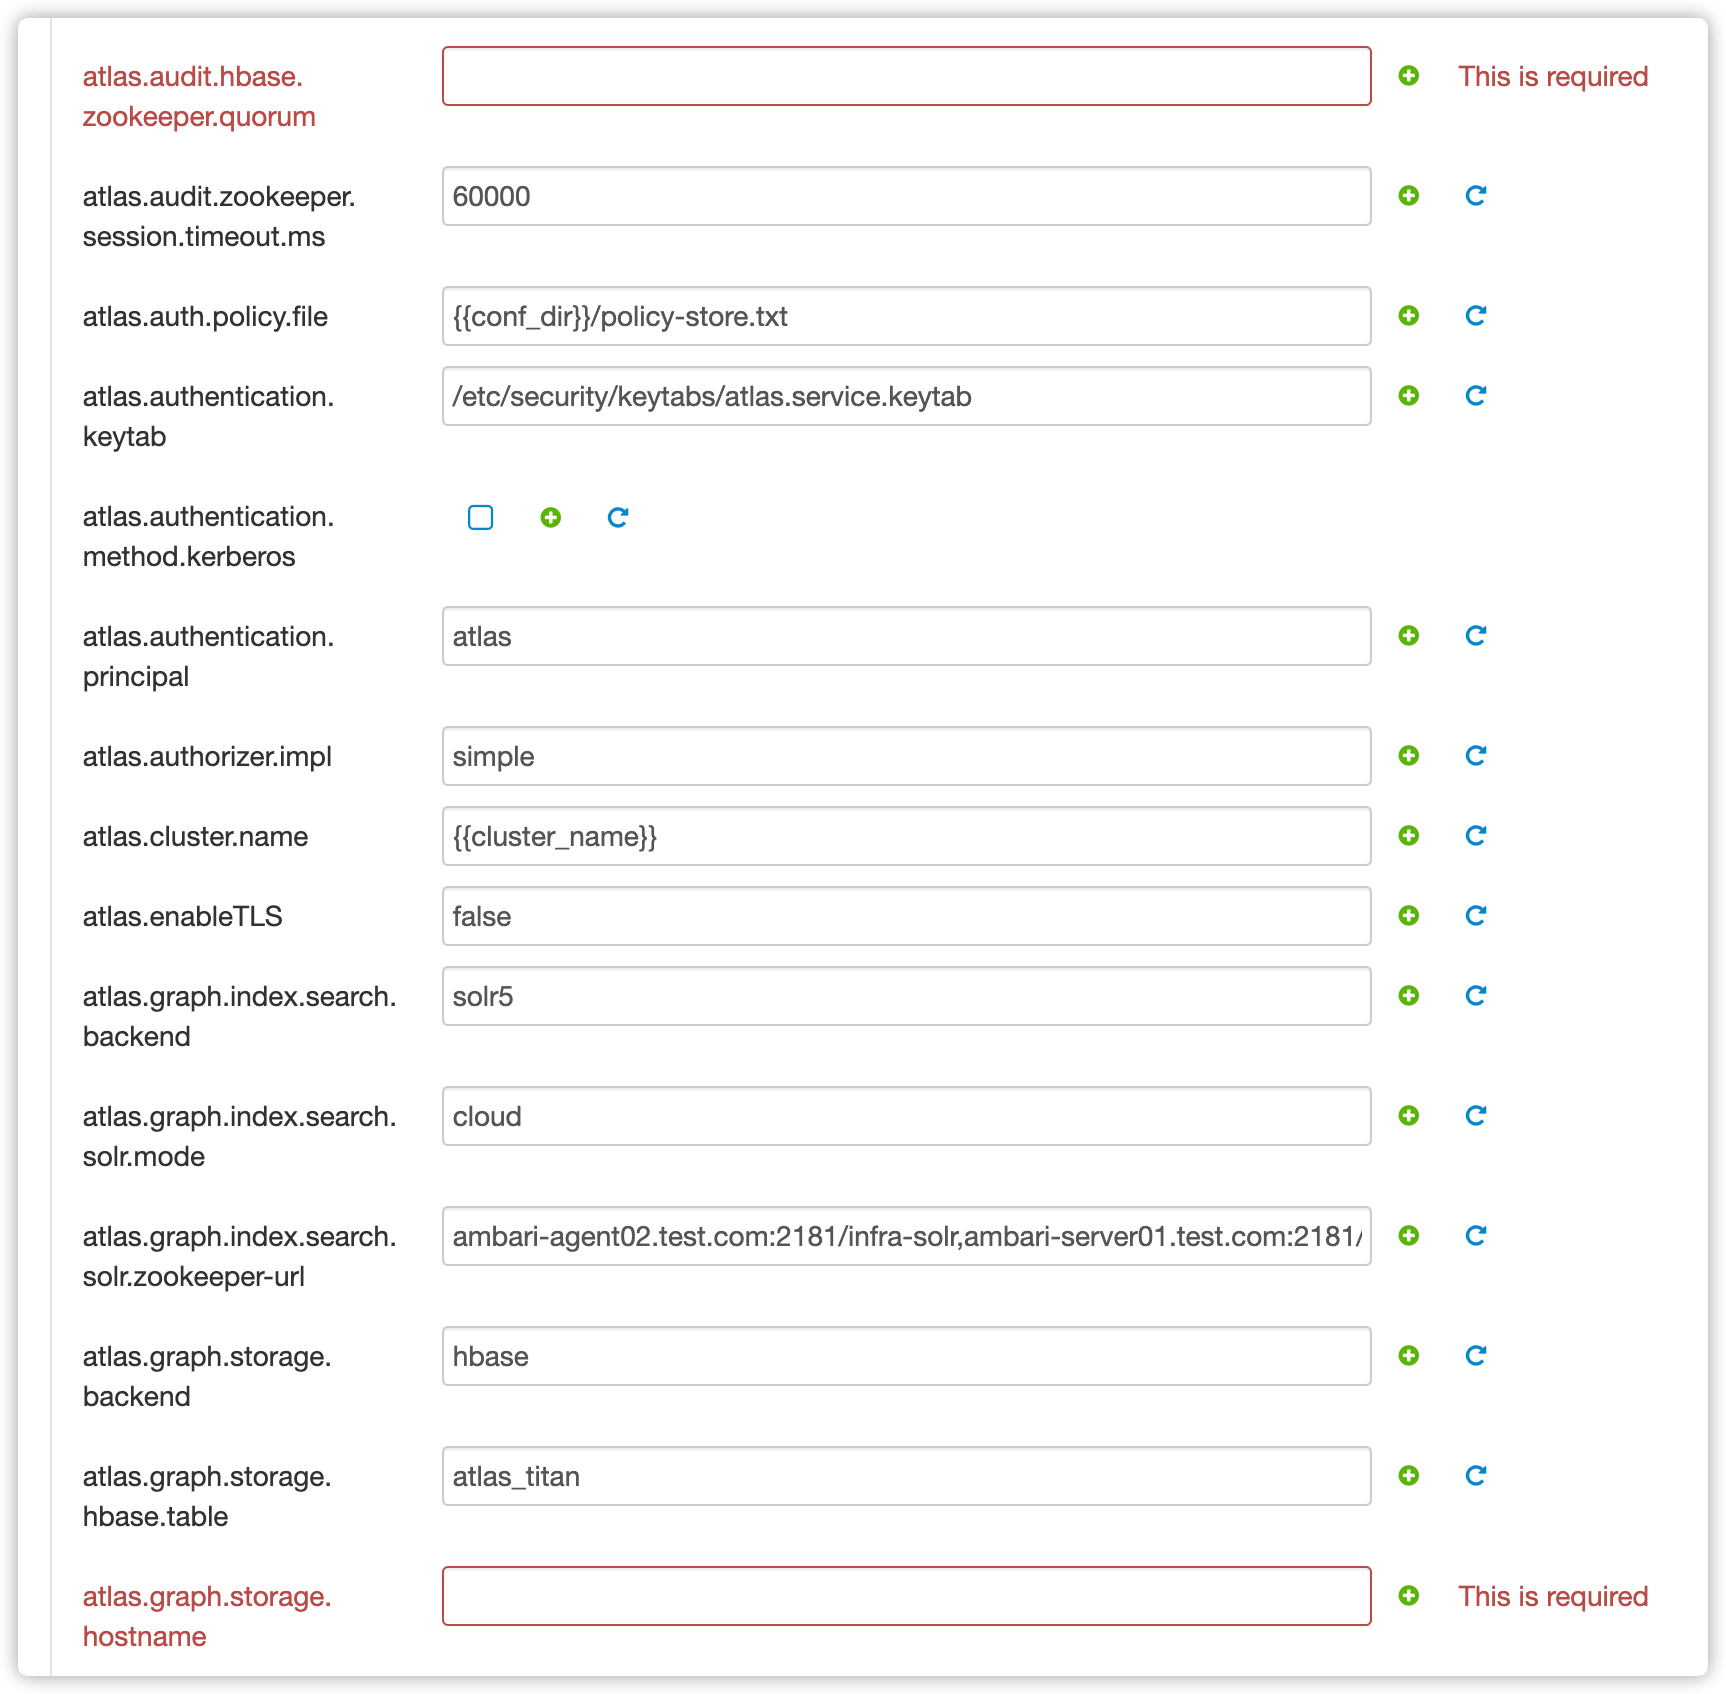 atlas.audit.hbase.
zookeeper.quorum
This is required
atlas.audit.zookeeper.
session.timeout.ms
60000
atlas.auth.policy.file
{{conf_dir}}/policy-store.txt
atlas.authentication.
keytab
/etc/security/keytabs/atlas.service.keytab
atlas.authentication.
method.kerberos
atlas.authentication.
principal
atlas
atlas.authorizer.impl
simple
atlas.cluster.name
{{cluster_name}}
atlas.enableTLS
false
atlas.graph.index.search.
backend
solr5
atlas.graph.index.search.
solr.mode
cloud
atlas.graph.index.search.
solr.zookeeper-url
ambari-agent02.test.com:2181/infra-solr,ambari-server01.test.com:2181/
atlas.graph.storage.
backend
hbase
atlas.graph.storage.
hbase.table
atlas_titan
atlas.graph.storage.
hostname
This is required